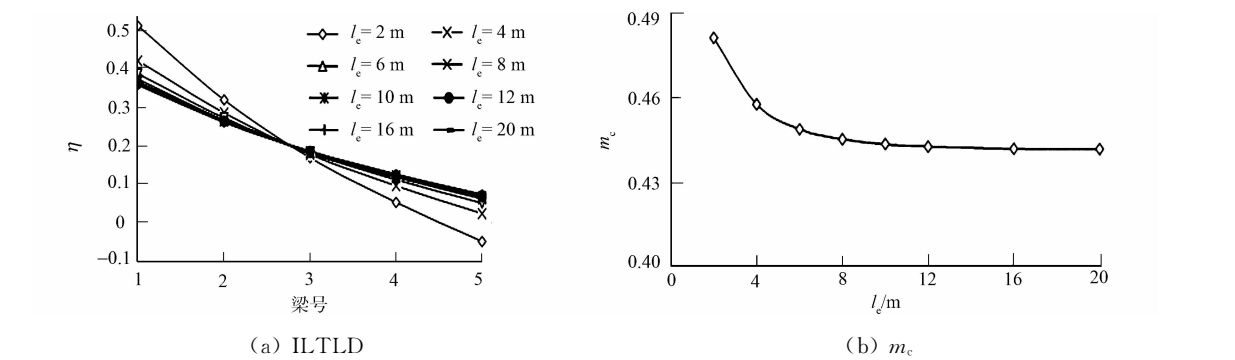 0.5
0.4
0.3
0.2
0.1
0
−0.1
η
1 2 3 4 5
梁号
lₑ= 2 m lₑ= 4 m
lₑ= 6 m lₑ= 8 m
lₑ= 10 m lₑ= 12 m
lₑ= 16 m lₑ= 20 m
(a) ILTLD
0.49
0.46
0.43
0.40
m_c
0 4 8 12 16 20
lₑ/m
(b) m_c